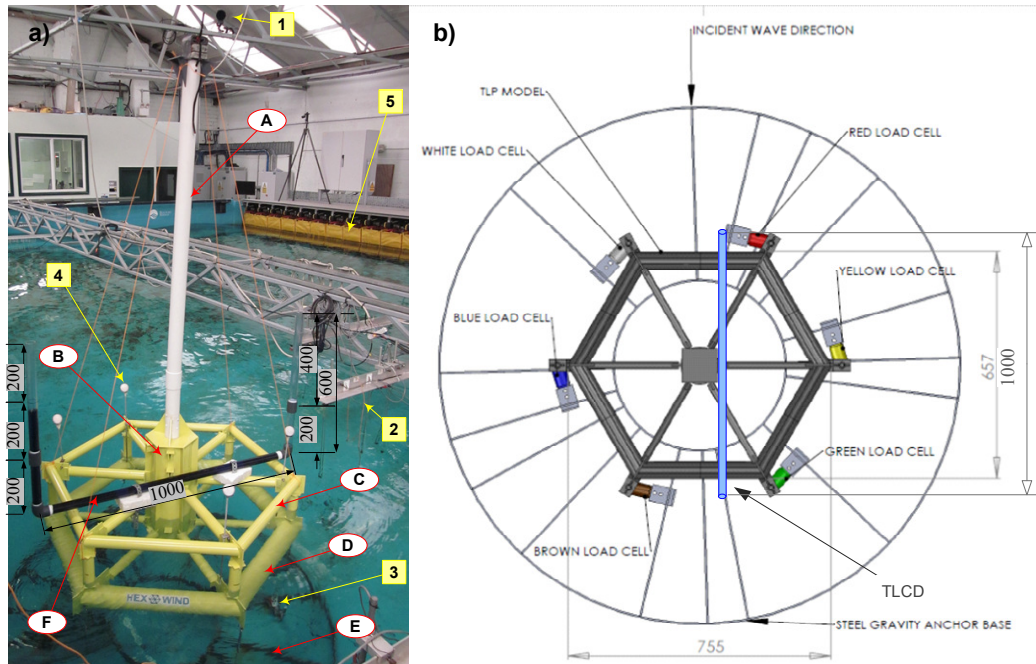 a)
1
A
5
4
B
400
600
200
200
200
200
2
1000
C
D
3
HEX WIND
F
E
b)
INCIDENT WAVE DIRECTION
TLP MODEL
WHITE LOAD CELL
RED LOAD CELL
YELLOW LOAD CELL
BLUE LOAD CELL
657
1000
GREEN LOAD CELL
BROWN LOAD CELL
TLCD
STEEL GRAVITY ANCHOR BASE
755